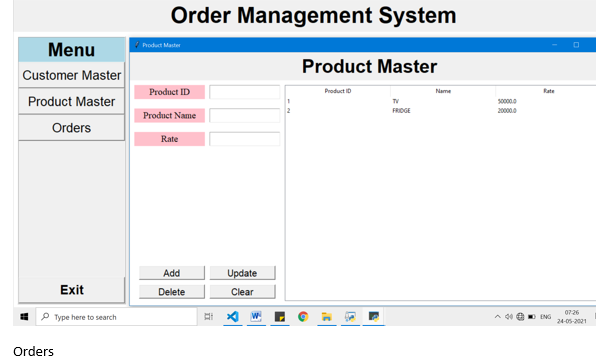 Order Management System
Menu
Customer Master
Product Master
Orders
Exit
Product Master
Product Master
Product ID
Product Name
Rate
Add
Update
Delete
Clear
Product ID Name Rate
1 TV 50000.0
2 FRIDGE 20000.0
Type here to search
ENG
07:26
24-05-2021
Orders